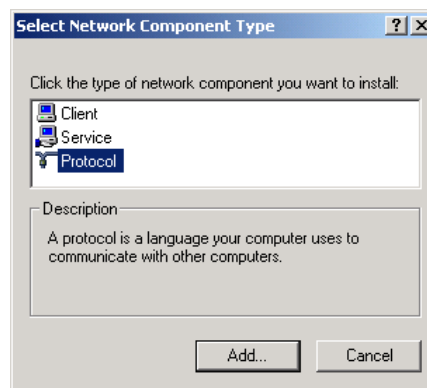 Select Network Component Type
Click the type of network component you want to install:
Client
Service
Protocol
Description
A protocol is a language your computer uses to
communicate with other computers.
Add...
Cancel